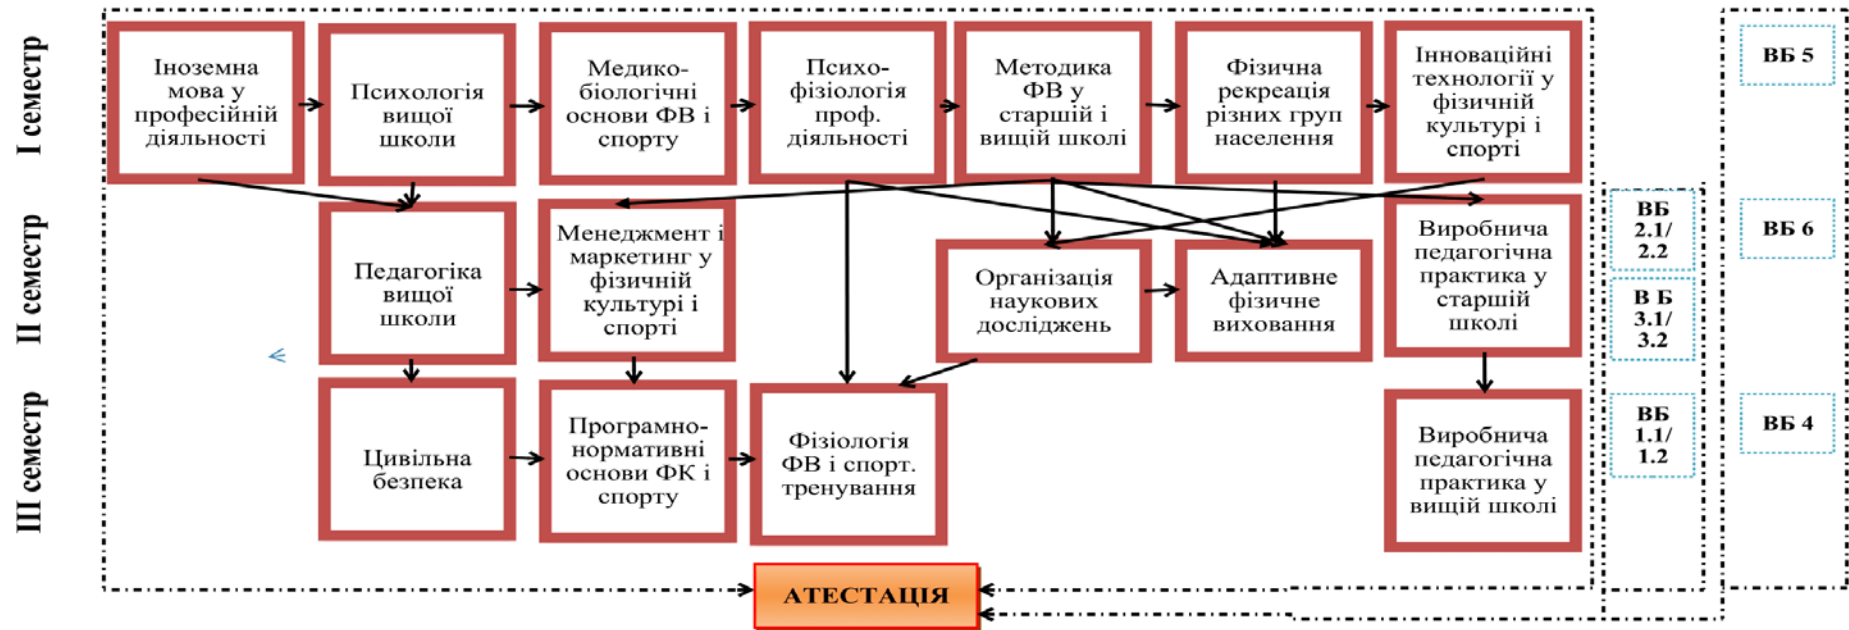 І семестр
Іноземна
мова у
професійній
діяльності
Психологія
вищої
школи
Медико-
біологічні
основи ФВ і
спорту
Психо-
фізіологія
проф.
діяльності
Методика
ФВ у
старшій і
вищій школі
Фізична
рекреація
різних груп
населення
Інноваційні
технології у
фізичній
культурі і
спорті
ВБ 5
ІІ семестр
Педагогіка
вищої
школи
Менеджмент і
маркетинг у
фізичній
культурі і
спорті
Організація
наукових
досліджень
Адаптивне
фізичне
виховання
Виробнича
педагогічна
практика у
старшій
школі
ВБ
2.1/
2.2
В Б
3.1/
3.2
ВБ 6
ІІІ семестр
Цивільна
безпека
Програмно-
нормативні
основи ФК і
спорту
Фізіологія
ФВ і спорт.
тренування
Виробнича
педагогічна
практика у
вищій школі
ВБ
1.1/
1.2
ВБ 4
АТЕСТАЦІЯ